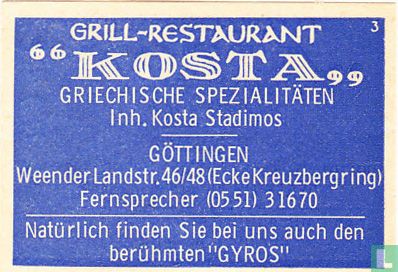 GRILL-RESTAURANT 3
“KOSTA„
GRIECHISCHE SPEZIALITÄTEN
Inh. Kosta Stadimos
GÖTTINGEN
Weender Landstr. 46/48 (Ecke Kreuzbergring)
Fernsprecher (0551) 31670
Natürlich finden Sie bei uns auch den
berühmten "GYROS"
catawiki